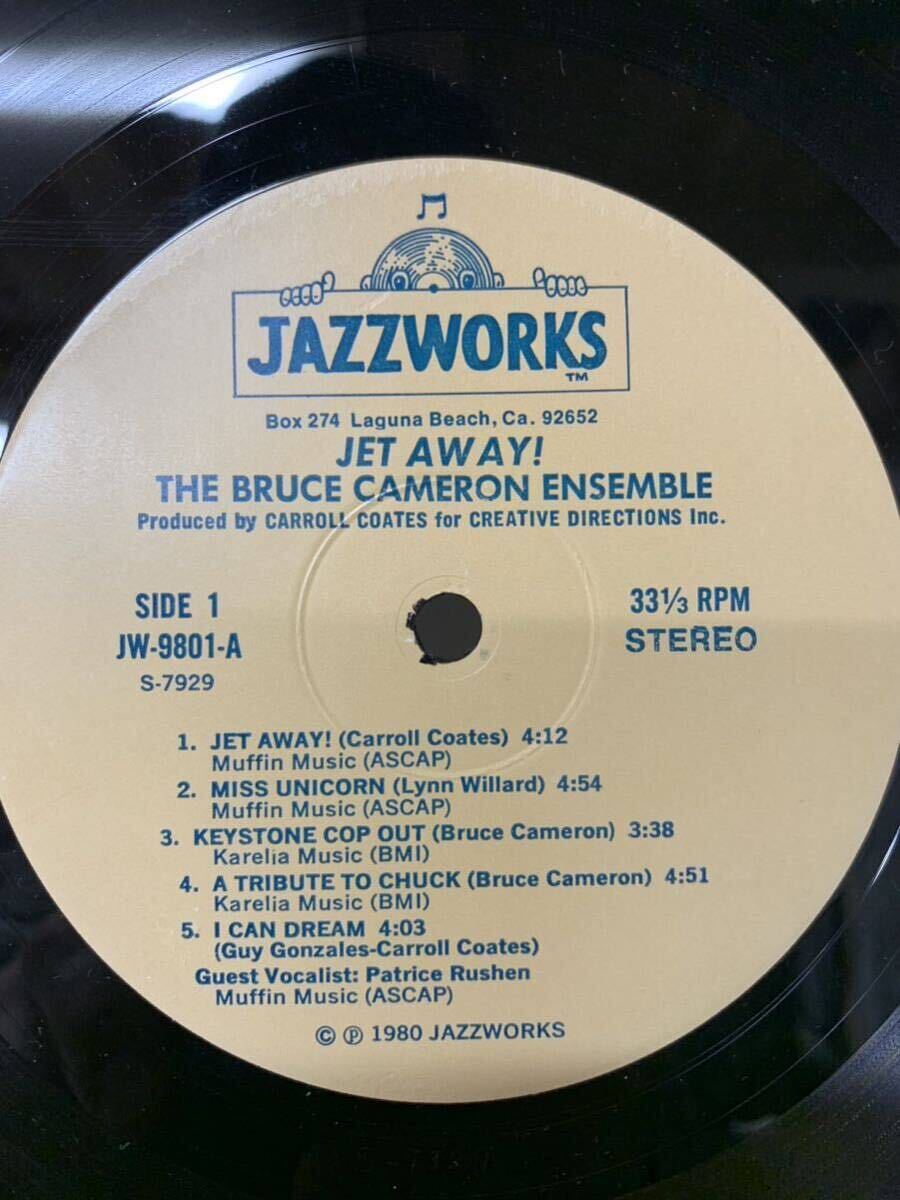 JAZZWORKS
TM
Box 274 Laguna Beach, Ca. 92652
JET AWAY!
THE BRUCE CAMERON ENSEMBLE
Produced by CARROLL COATES for CREATIVE DIRECTIONS Inc.
SIDE 1
JW-9801-A
S-7929
33⅓ RPM
STEREO
1. JET AWAY! (Carroll Coates) 4:12
Muffin Music (ASCAP)
2. MISS UNICORN (Lynn Willard) 4:54
Muffin Music (ASCAP)
3. KEYSTONE COP OUT (Bruce Cameron) 3:38
Karelia Music (BMI)
4. A TRIBUTE TO CHUCK (Bruce Cameron) 4:51
Karelia Music (BMI)
5. I CAN DREAM 4:03
(Guy Gonzales-Carroll Coates)
Guest Vocalist: Patrice Rushen
Muffin Music (ASCAP)
© ℗ 1980 JAZZWORKS